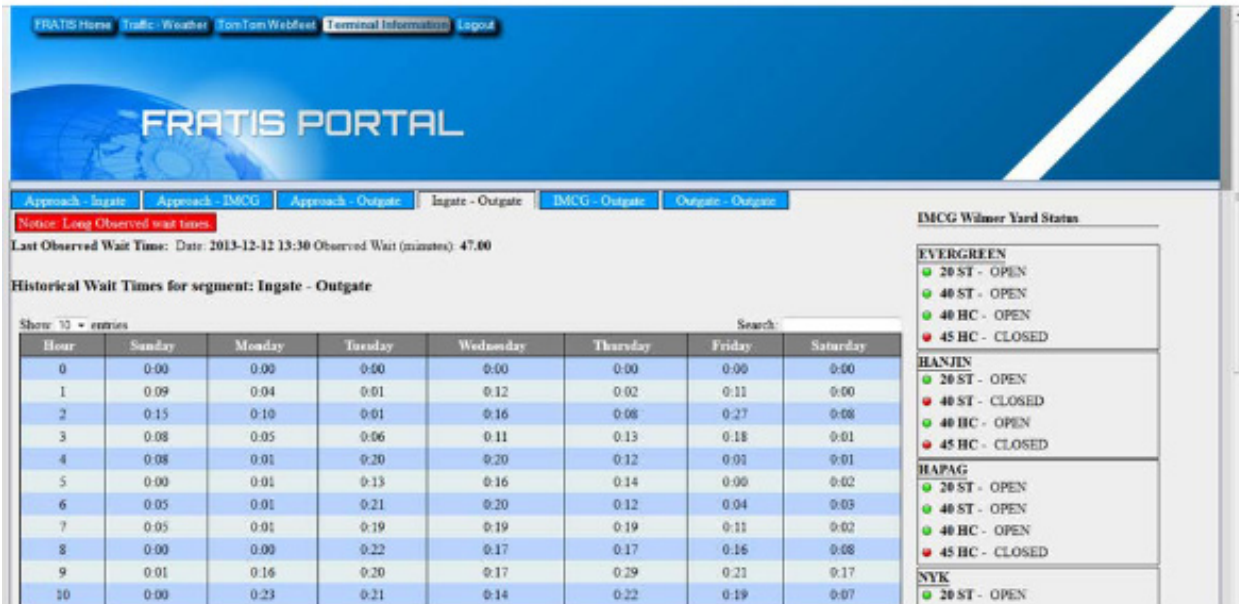 FRATIS Home Traffic - Weather TomTom Webfleet Terminal Information Logout
FRATIS PORTAL
Approach - Ingate Approach - IMCG Approach - Outgate Ingate - Outgate IMCG - Outgate Outgate - Outgate
Notice: Long Observed wait times.
Last Observed Wait Time: Date: 2013-12-12 13:30 Observed Wait (minutes): 47.00
Historical Wait Times for segment: Ingate - Outgate
Show 10 entries Search:
Hour Sunday Monday Tuesday Wednesday Thursday Friday Saturday
0 0:00 0:00 0:00 0:00 0:00 0:00 0:00
1 0:09 0:04 0:01 0:12 0:02 0:11 0:00
2 0:15 0:10 0:01 0:16 0:08 0:27 0:08
3 0:08 0:05 0:06 0:11 0:13 0:18 0:01
4 0:08 0:01 0:20 0:20 0:12 0:01 0:01
5 0:00 0:01 0:13 0:16 0:14 0:00 0:02
6 0:05 0:01 0:21 0:20 0:12 0:04 0:03
7 0:05 0:01 0:19 0:19 0:19 0:11 0:02
8 0:00 0:00 0:22 0:17 0:17 0:16 0:08
9 0:01 0:16 0:20 0:17 0:29 0:21 0:17
10 0:00 0:23 0:21 0:14 0:22 0:19 0:07
IMCG Wilmer Yard Status
EVERGREEN
20 ST - OPEN
40 ST - OPEN
40 HC - OPEN
45 HC - CLOSED
HANJIN
20 ST - OPEN
40 ST - CLOSED
40 HC - OPEN
45 HC - CLOSED
HAPAG
20 ST - OPEN
40 ST - OPEN
40 HC - OPEN
45 HC - CLOSED
NYK
20 ST - OPEN